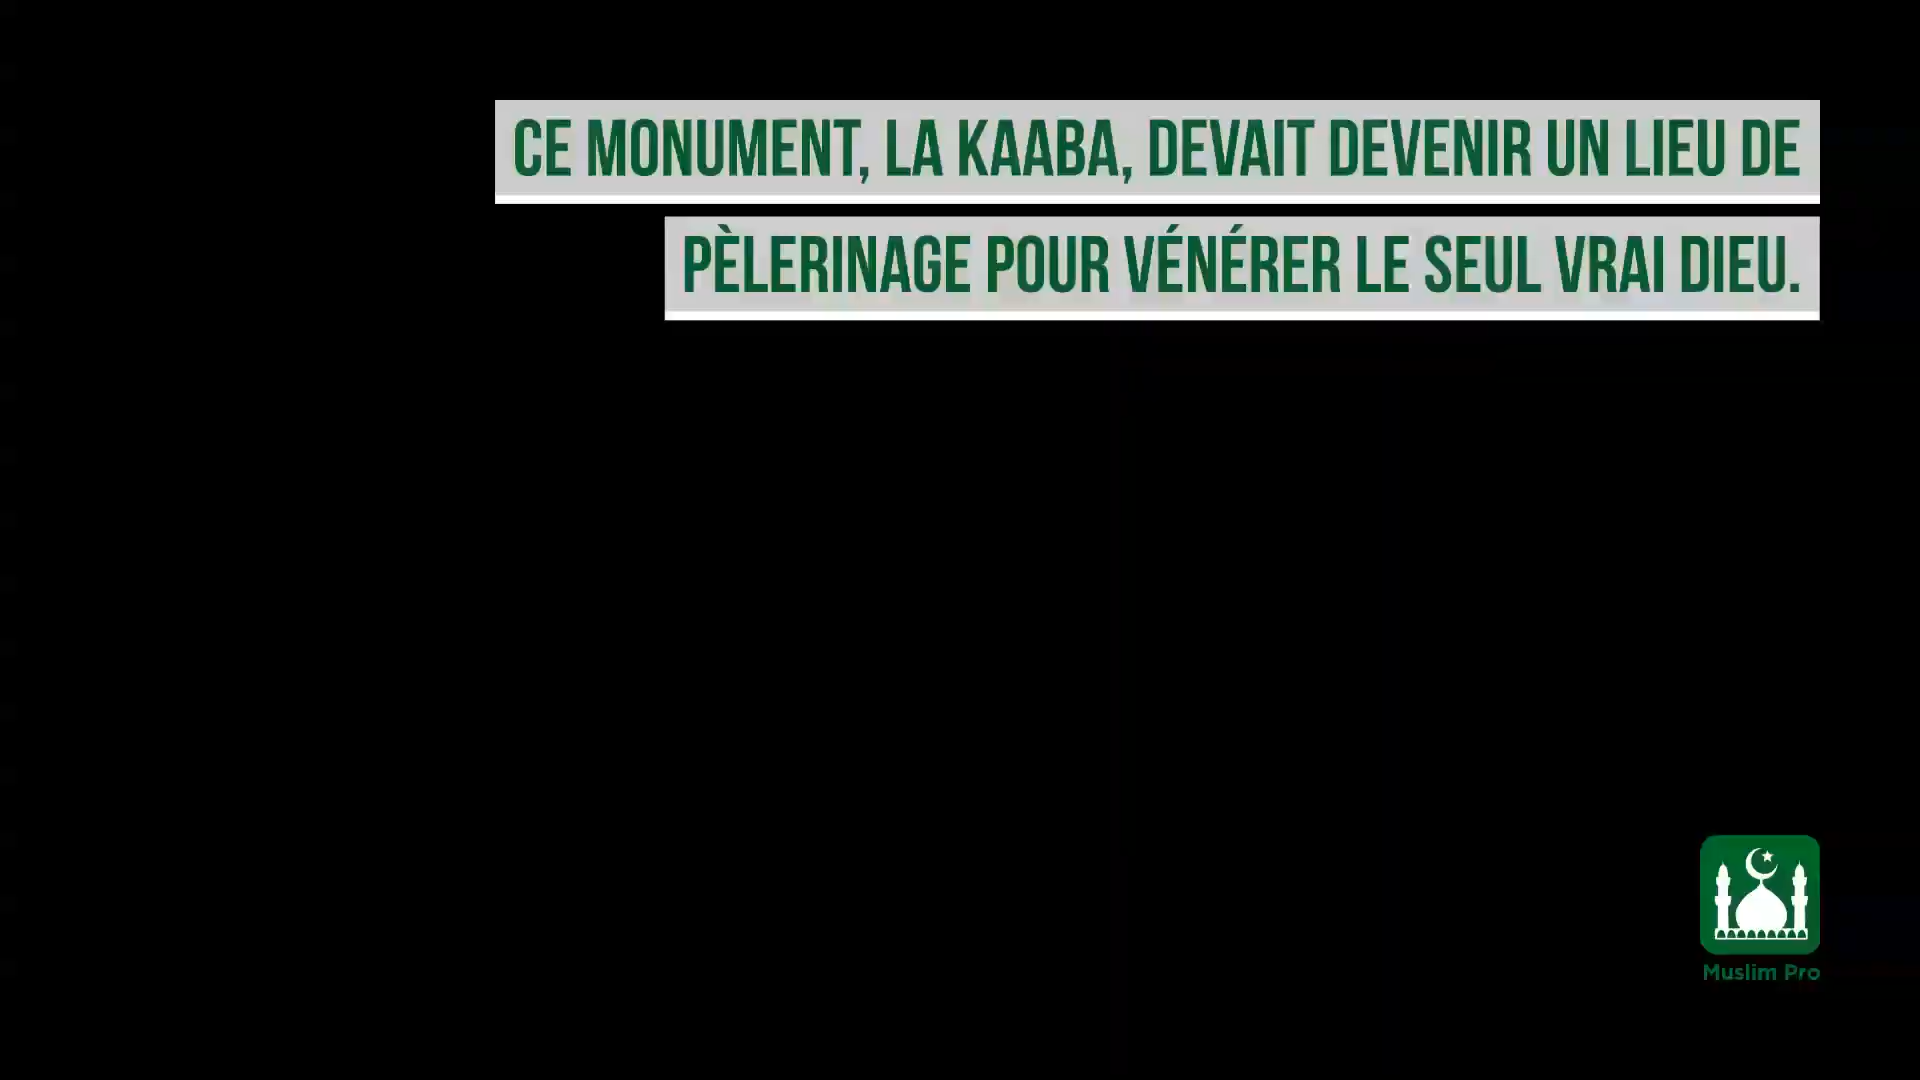 CE MONUMENT, LA KAABA, DEVAIT DEVENIR UN LIEU DE
PÈLERINAGE POUR VÉNÉRER LE SEUL VRAI DIEU.
Muslim Pro